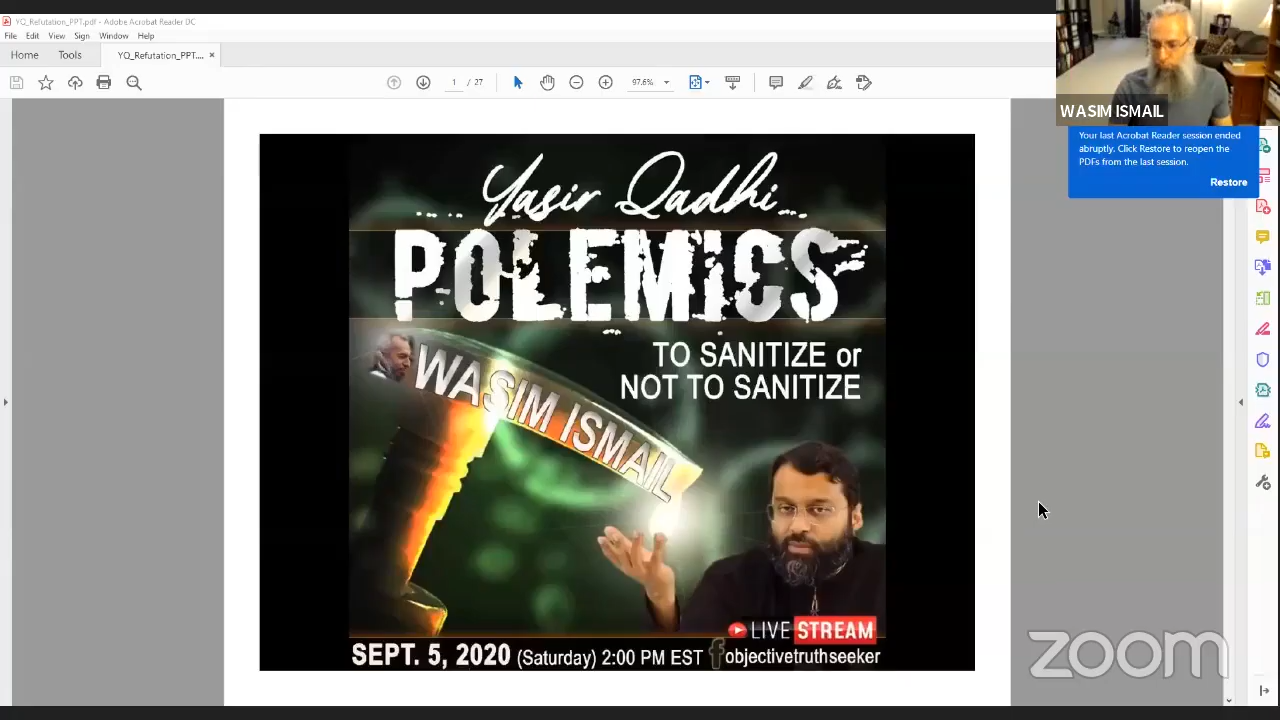 YQ_Refutation_PPT.pdf - Adobe Acrobat Reader DC
File Edit View Sign Window Help
Home Tools YQ_Refutation_PPT.... ×
1 / 27 97.6%
WASIM ISMAIL
Your last Acrobat Reader session ended
abruptly. Click Restore to reopen the
PDFs from the last session.
Restore
Yasir Qadhi
POLEMICS
TO SANITIZE or
NOT TO SANITIZE
WASIM ISMAIL
LIVE STREAM
SEPT. 5, 2020 (Saturday) 2:00 PM EST f objectivetruthseeker
zoom